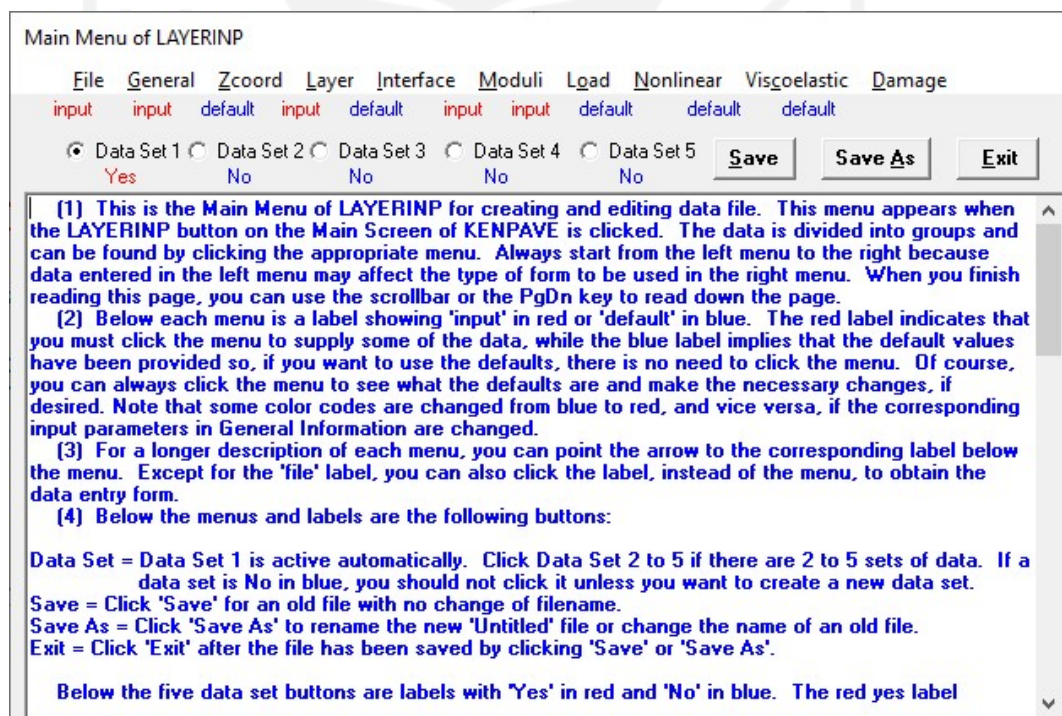 Main Menu of LAYERINP
File General Zcoord Layer Interface Moduli Load Nonlinear Viscoelastic Damage
input input default input default input input default default default
Data Set 1 Data Set 2 Data Set 3 Data Set 4 Data Set 5 Save Save As Exit
Yes No No No No
(1) This is the Main Menu of LAYERINP for creating and editing data file. This menu appears when
the LAYERINP button on the Main Screen of KENPAVE is clicked. The data is divided into groups and
can be found by clicking the appropriate menu. Always start from the left menu to the right because
data entered in the left menu may affect the type of form to be used in the right menu. When you finish
reading this page, you can use the scrollbar or the PgDn key to read down the page.
(2) Below each menu is a label showing 'input' in red or 'default' in blue. The red label indicates that
you must click the menu to supply some of the data, while the blue label implies that the default values
have been provided so, if you want to use the defaults, there is no need to click the menu. Of course,
you can always click the menu to see what the defaults are and make the necessary changes, if
desired. Note that some color codes are changed from blue to red, and vice versa, if the corresponding
input parameters in General Information are changed.
(3) For a longer description of each menu, you can point the arrow to the corresponding label below
the menu. Except for the 'file' label, you can also click the label, instead of the menu, to obtain the
data entry form.
(4) Below the menus and labels are the following buttons:
Data Set = Data Set 1 is active automatically. Click Data Set 2 to 5 if there are 2 to 5 sets of data. If a
data set is No in blue, you should not click it unless you want to create a new data set.
Save = Click 'Save' for an old file with no change of filename.
Save As = Click 'Save As' to rename the new 'Untitled' file or change the name of an old file.
Exit = Click 'Exit' after the file has been saved by clicking 'Save' or 'Save As'.
Below the five data set buttons are labels with 'Yes' in red and 'No' in blue. The red yes label